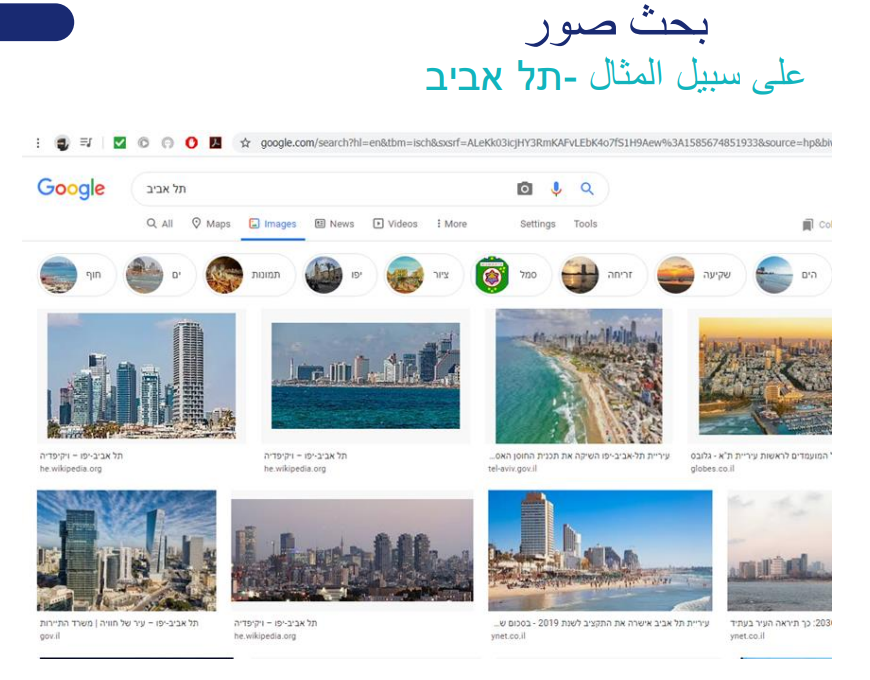 بحث صور
على سبيل المثال -תל אביב
google.com/search?hl=en&tbm=isch&sxsrf=ALeKk03icjHY3RmKAFvLEbK4o7fS1H9Aew%3A1585674851933&source=hp&biw
Google
תל אביב
All Maps Images News Videos More Settings Tools Col
חוף ים תמונות יפו ציור סמל זריחה שקיעה הים
תל אביב-יפו – ויקיפדיה
he.wikipedia.org
תל אביב-יפו – ויקיפדיה
he.wikipedia.org
עיריית תל-אביב-יפו השיקה את תכנית החוסן האס...
tel-aviv.gov.il
המועמדים לראשות עיריית ת"א - גלובס
globes.co.il
תל אביב-יפו – עיר של חוויה | משרד התיירות
gov.il
תל אביב-יפו – ויקיפדיה
he.wikipedia.org
עיריית תל אביב אישרה את התקציב לשנת 2019 - בסכום ש...
ynet.co.il
2030: כך תיראה העיר בעתיד
ynet.co.il